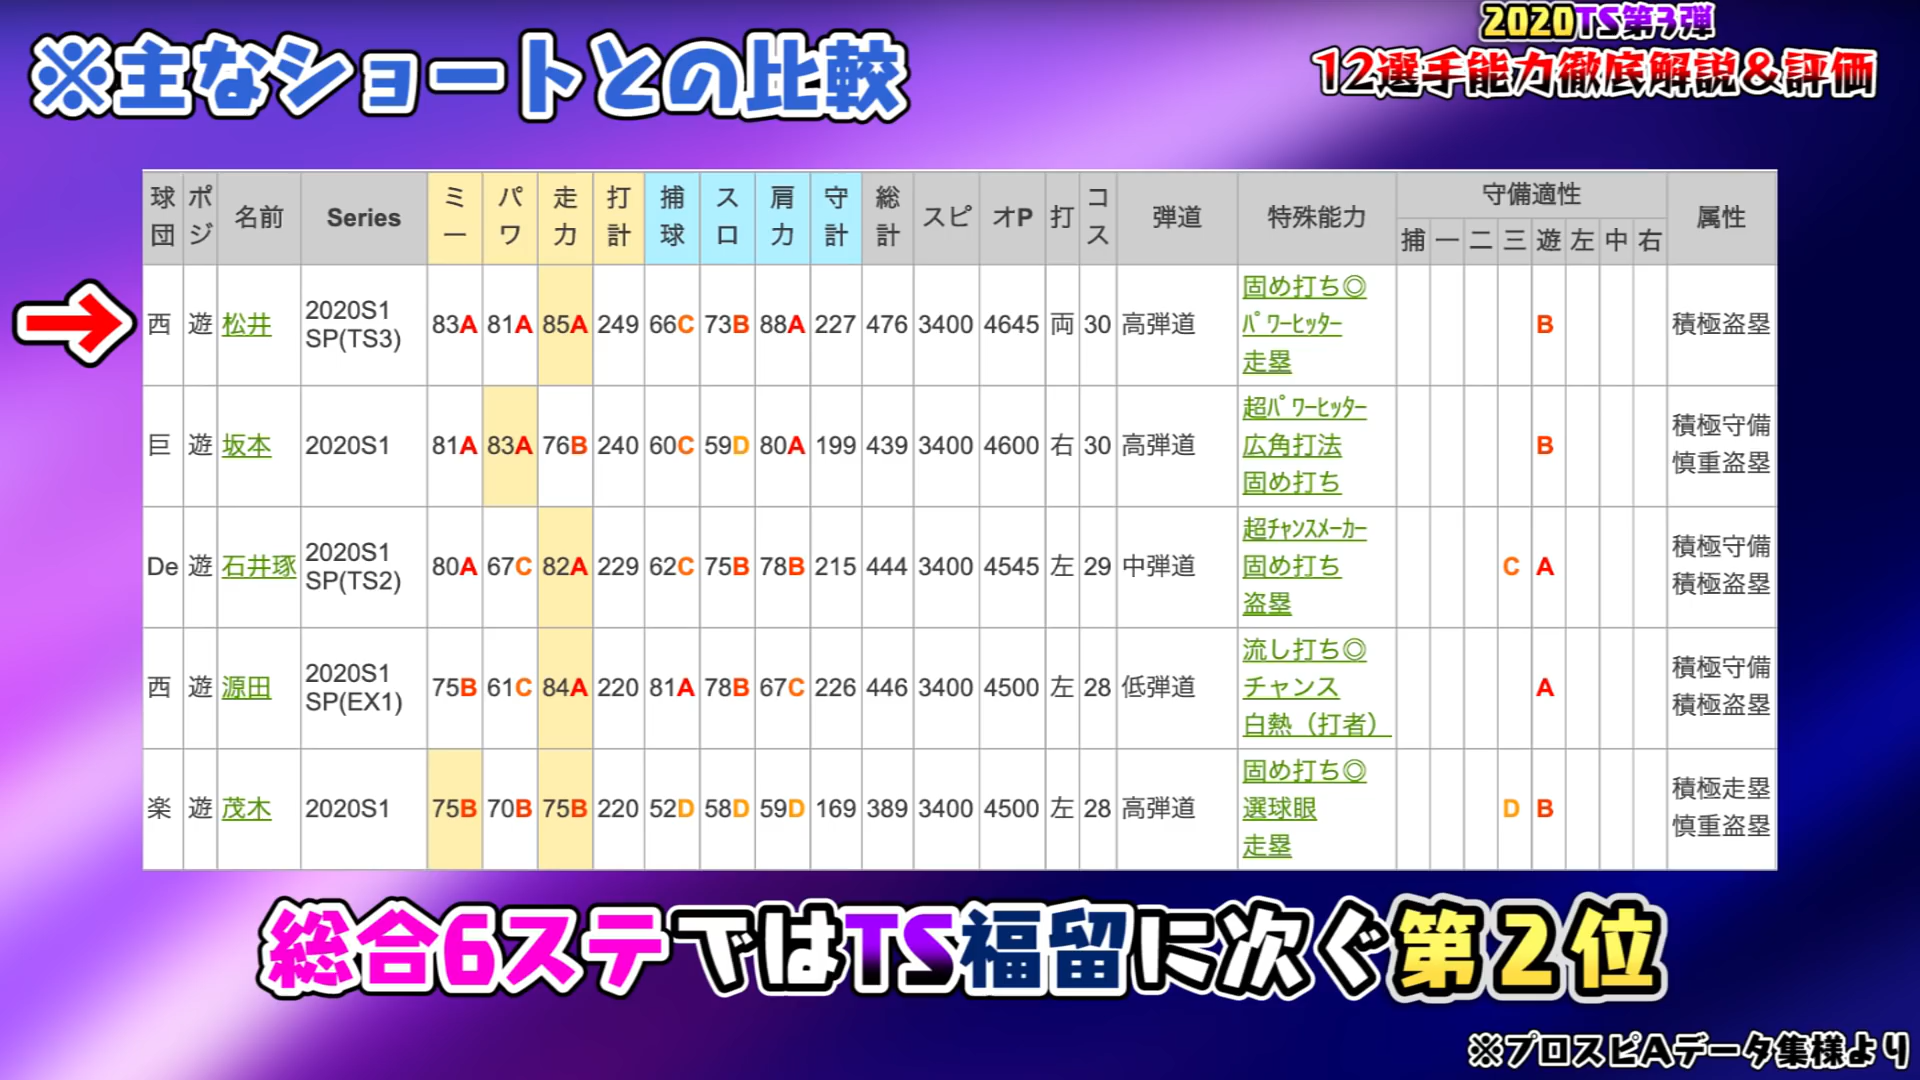 ※主なショートとの比較
2020TS第3弾
12選手能力徹底解説&評価
球団 ポジ 名前 Series ミー パワ 走力 打計 捕球 スロ 肩力 守計 総計 スピ オP 打 コス 弾道 特殊能力 守備適性 属性
捕 一 二 三 遊 左 中 右
西 遊 松井 2020S1 SP(TS3) 83A 81A 85A 249 66C 73B 88A 227 476 3400 4645 両 30 高弾道 固め打ち◎ パワーヒッター 走塁 B 積極盗塁
巨 遊 坂本 2020S1 81A 83A 76B 240 60C 59D 80A 199 439 3400 4600 右 30 高弾道 超パワーヒッター 広角打法 固め打ち B 積極守備 慎重盗塁
De 遊 石井琢 2020S1 SP(TS2) 80A 67C 82A 229 62C 75B 78B 215 444 3400 4545 左 29 中弾道 超チャンスメーカー 固め打ち 盗塁 C A 積極守備 積極盗塁
西 遊 源田 2020S1 SP(EX1) 75B 61C 84A 220 81A 78B 67C 226 446 3400 4500 左 28 低弾道 流し打ち◎ チャンス 白熱（打者） A 積極守備 積極盗塁
楽 遊 茂木 2020S1 75B 70B 75B 220 52D 58D 59D 169 389 3400 4500 左 28 高弾道 固め打ち◎ 選球眼 走塁 D B 積極走塁 慎重盗塁
総合6ステではTS福留に次ぐ第2位
※プロスピAデータ集様より